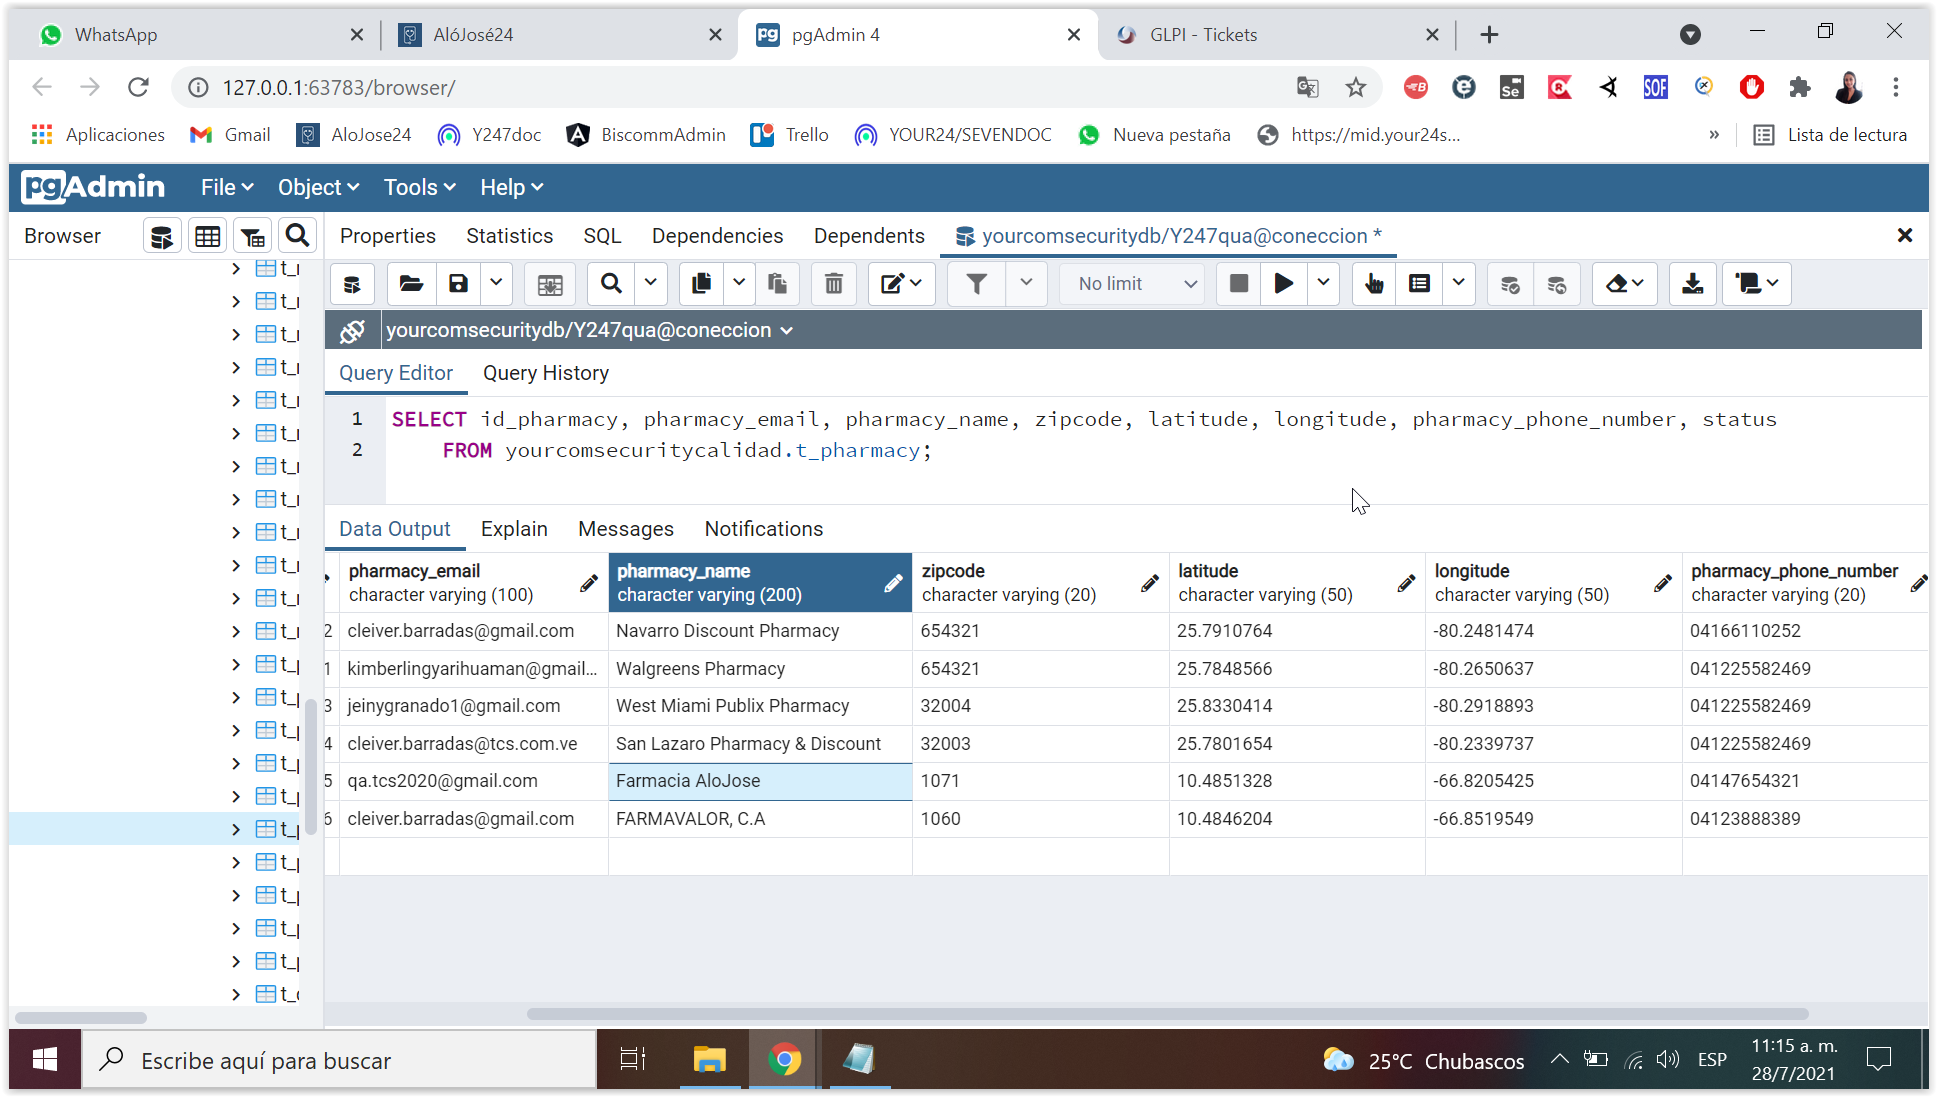 WhatsApp
AlóJosé24
pgAdmin 4
GLPI - Tickets
127.0.0.1:63783/browser/
Aplicaciones Gmail AloJose24 Y247doc BiscommAdmin Trello YOUR24/SEVENDOC Nueva pestaña https://mid.your24s... » Lista de lectura
pgAdmin File Object Tools Help
Browser
Properties Statistics SQL Dependencies Dependents yourcomsecuritydb/Y247qua@coneccion *
No limit
yourcomsecuritydb/Y247qua@coneccion
Query Editor Query History
1 SELECT id_pharmacy, pharmacy_email, pharmacy_name, zipcode, latitude, longitude, pharmacy_phone_number, status
2 FROM yourcomsecuritycalidad.t_pharmacy;
Data Output Explain Messages Notifications
pharmacy_email pharmacy_name zipcode latitude longitude pharmacy_phone_number
character varying (100) character varying (200) character varying (20) character varying (50) character varying (50) character varying (20)
2 cleiver.barradas@gmail.com Navarro Discount Pharmacy 654321 25.7910764 -80.2481474 04166110252
1 kimberlingyarihuaman@gmail... Walgreens Pharmacy 654321 25.7848566 -80.2650637 041225582469
3 jeinygranado1@gmail.com West Miami Publix Pharmacy 32004 25.8330414 -80.2918893 041225582469
4 cleiver.barradas@tcs.com.ve San Lazaro Pharmacy & Discount 32003 25.7801654 -80.2339737 041225582469
5 qa.tcs2020@gmail.com Farmacia AloJose 1071 10.4851328 -66.8205425 04147654321
6 cleiver.barradas@gmail.com FARMAVALOR, C.A 1060 10.4846204 -66.8519549 04123888389
Escribe aquí para buscar
25°C Chubascos
ESP
11:15 a. m.
28/7/2021